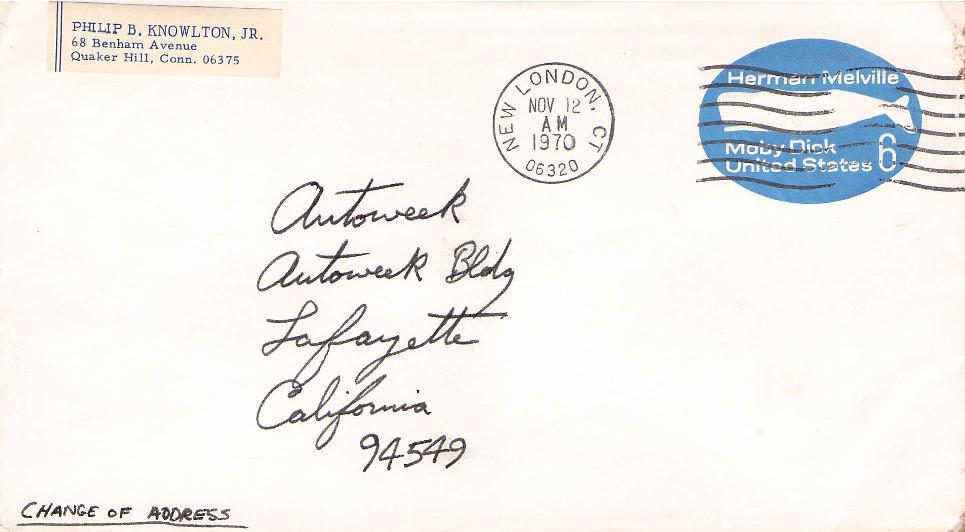 PHILIP B. KNOWLTON, JR.
68 Benham Avenue
Quaker Hill, Conn. 06375
NEW LONDON, CT
NOV 12
AM
1970
06320
Herman Melville
Moby Dick
United States 6
Autoweek
Autoweek Bldg
Lafayette
California
94549
CHANGE OF ADDRESS